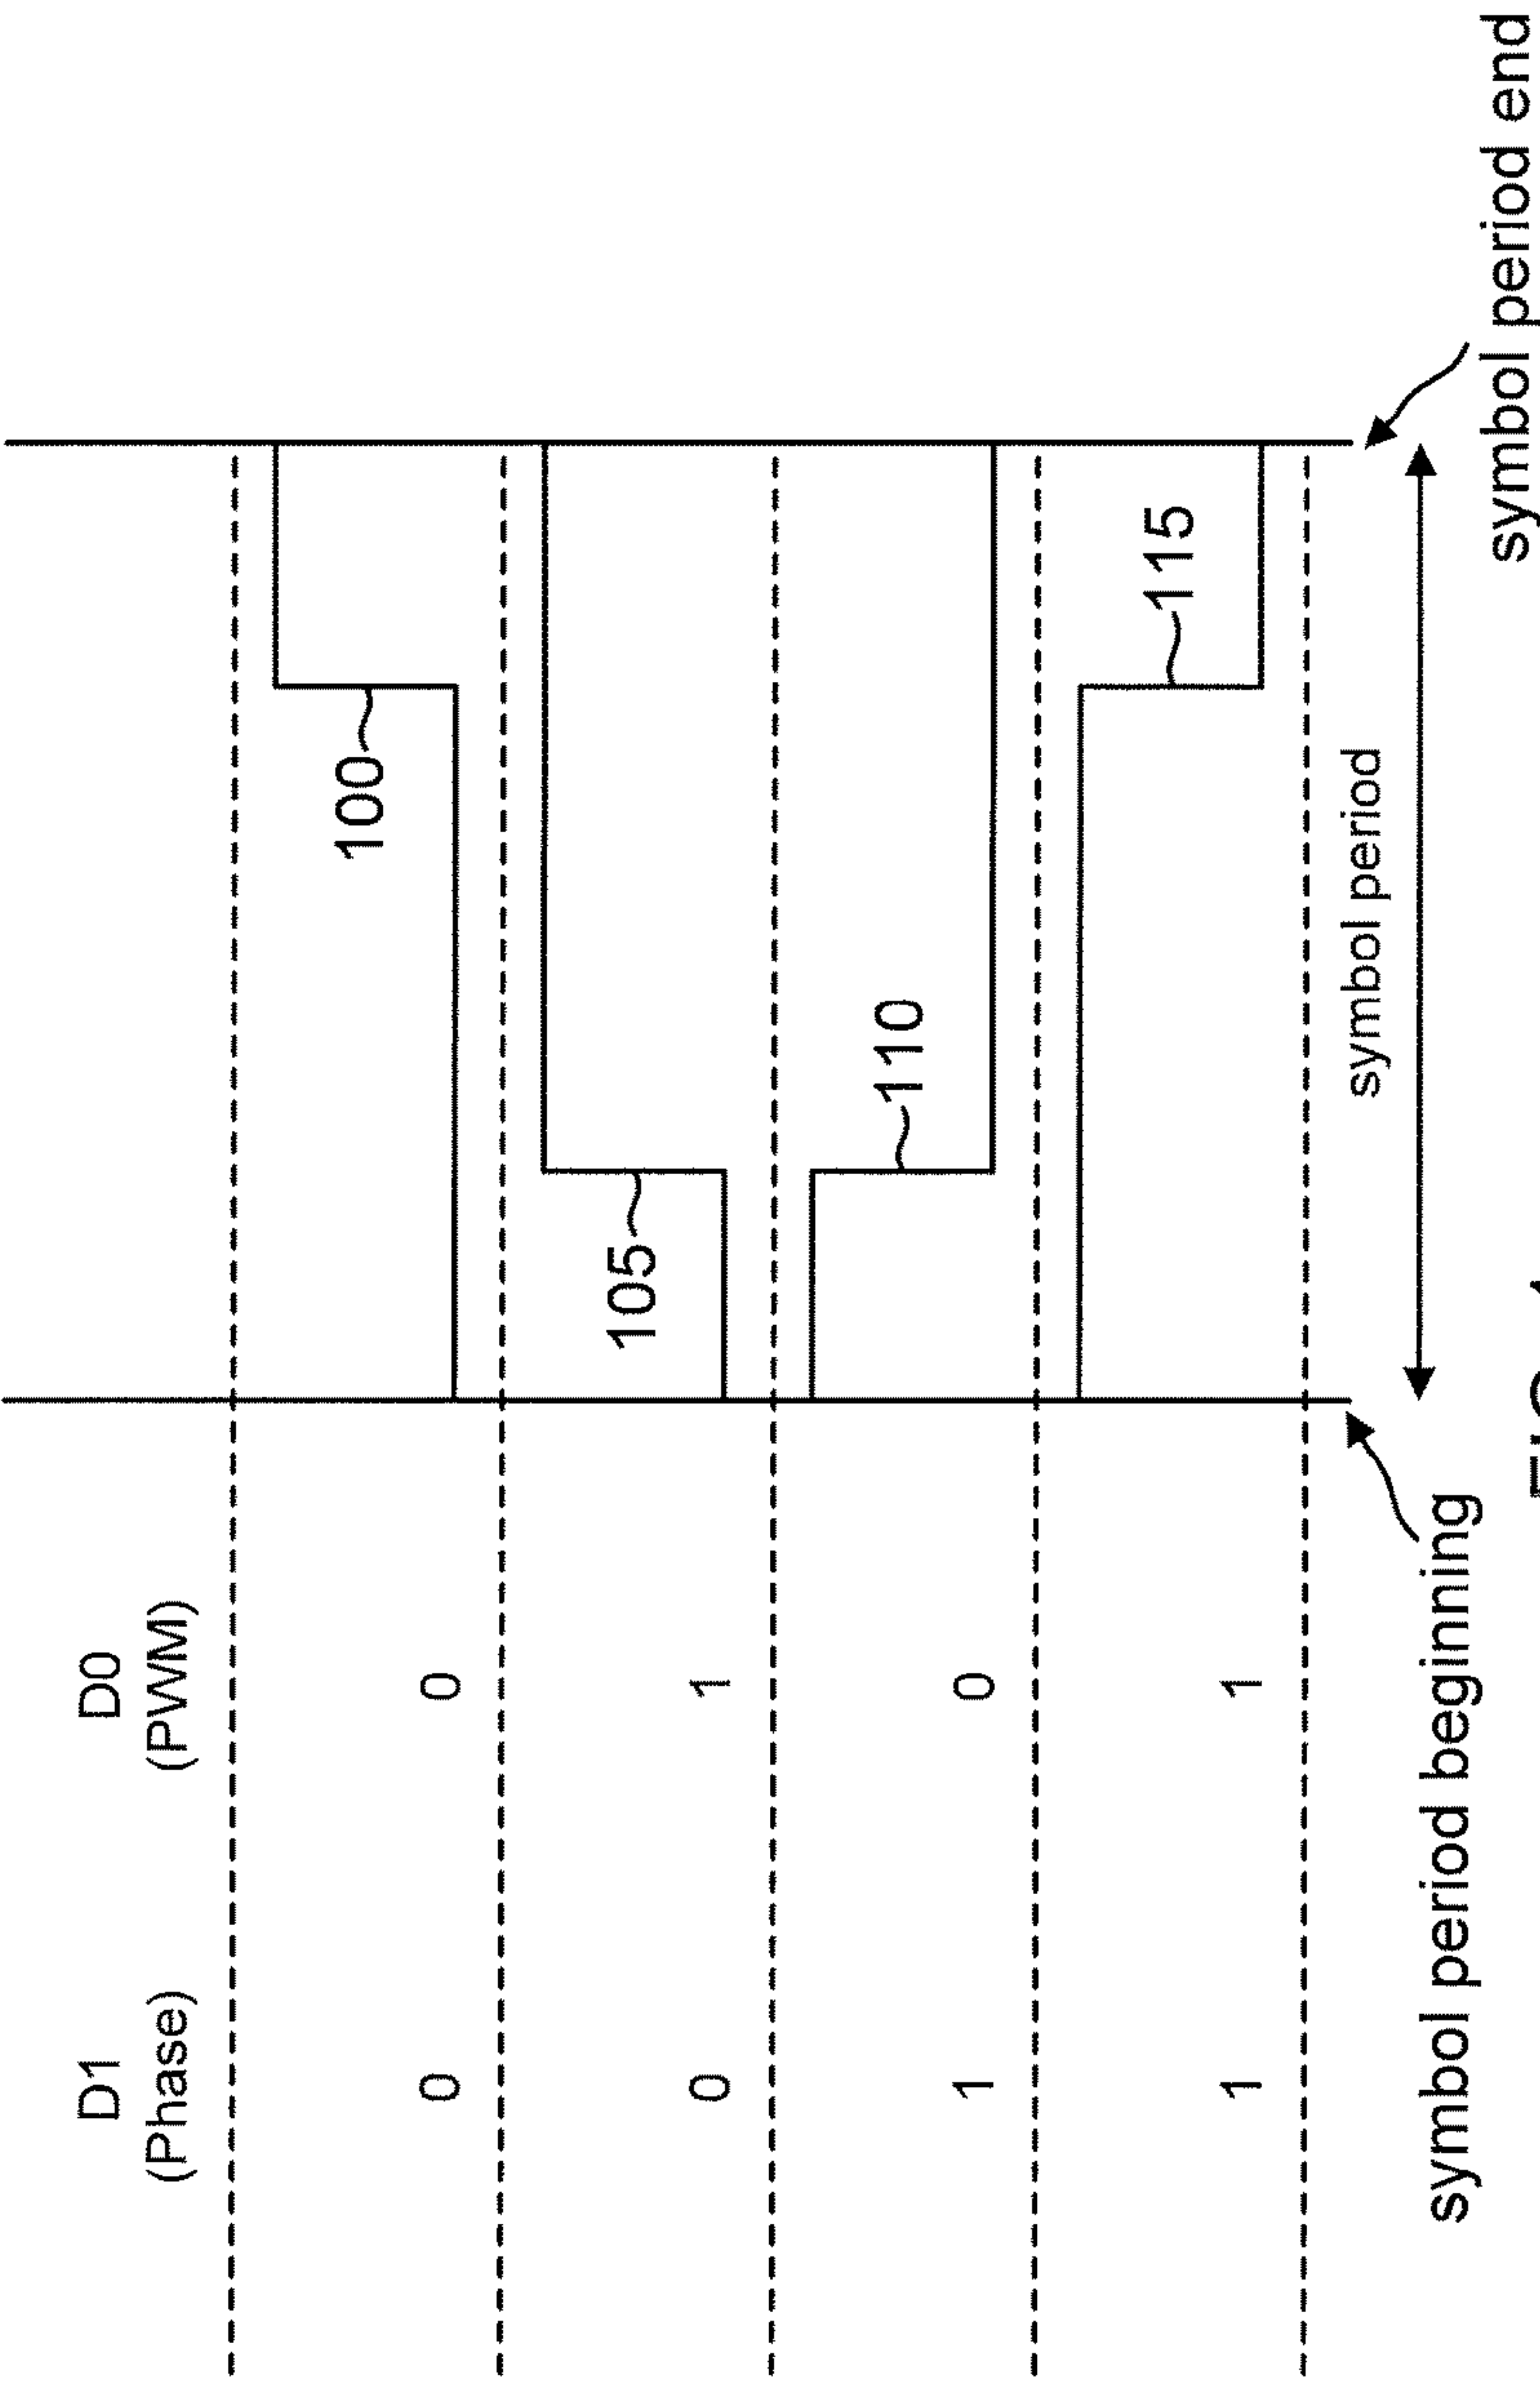 D1 D0
(Phase) (PWM)
0 0 100
0 1 105
1 0 110
1 1 115
symbol period
symbol period beginning
symbol period end